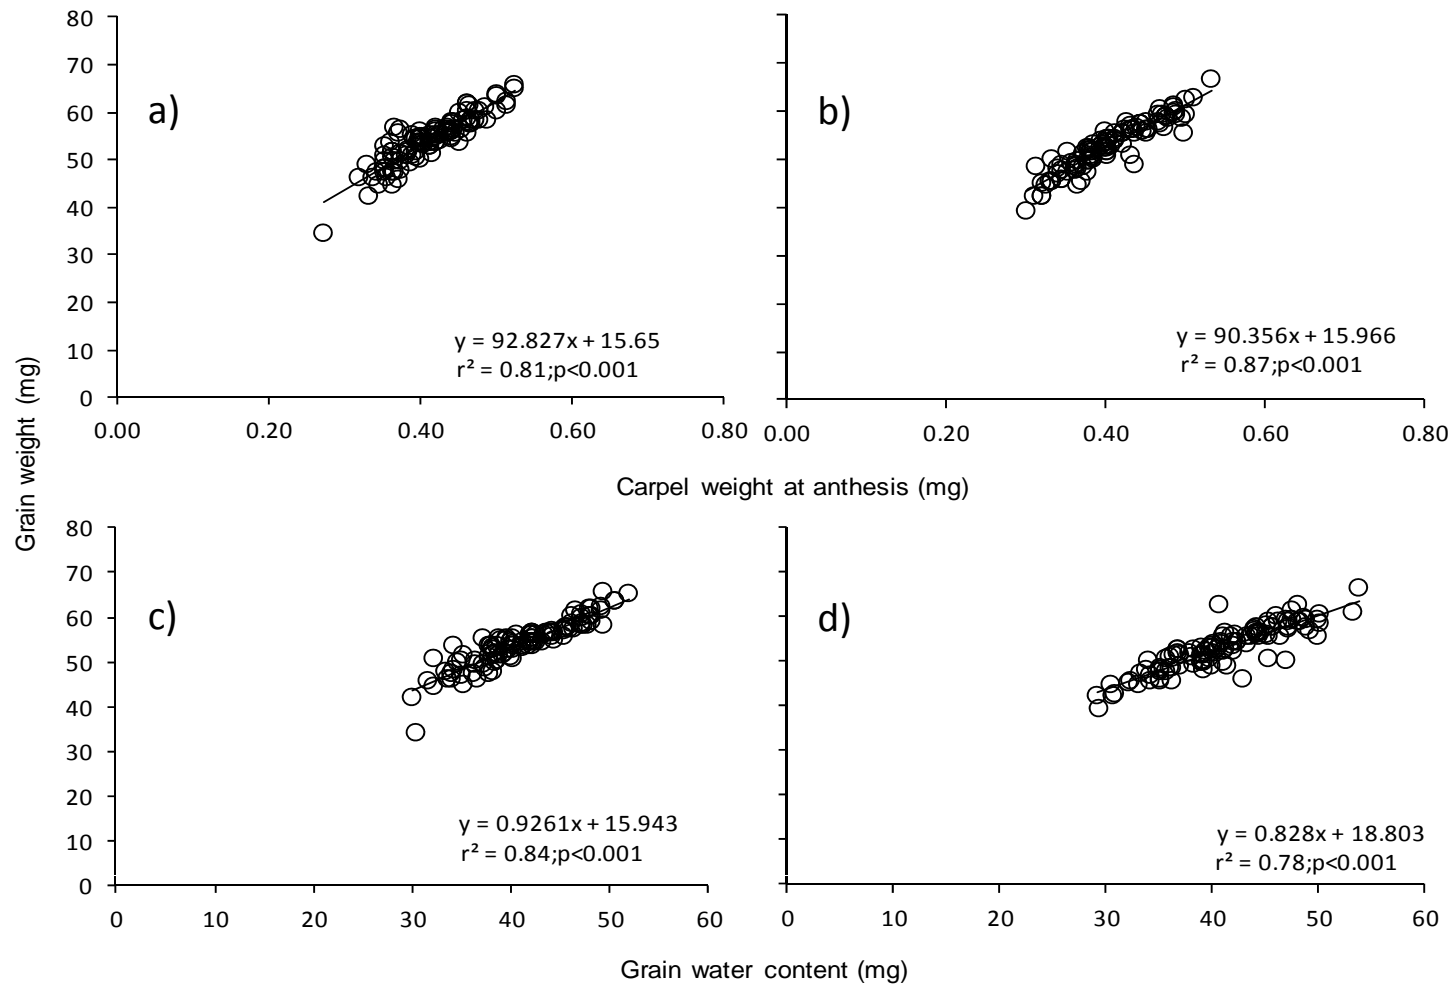 80
70
60
50
40
30
20
10
0
a)
y = 92.827x + 15.65
r² = 0.81;p<0.001
0.00 0.20 0.40 0.60 0.80
b)
y = 90.356x + 15.966
r² = 0.87;p<0.001
0.00 0.20 0.40 0.60 0.80
Carpel weight at anthesis (mg)
Grain weight (mg)
80
70
60
50
40
30
20
10
0
c)
y = 0.9261x + 15.943
r² = 0.84;p<0.001
0 10 20 30 40 50 60
d)
y = 0.828x + 18.803
r² = 0.78;p<0.001
0 10 20 30 40 50 60
Grain water content (mg)